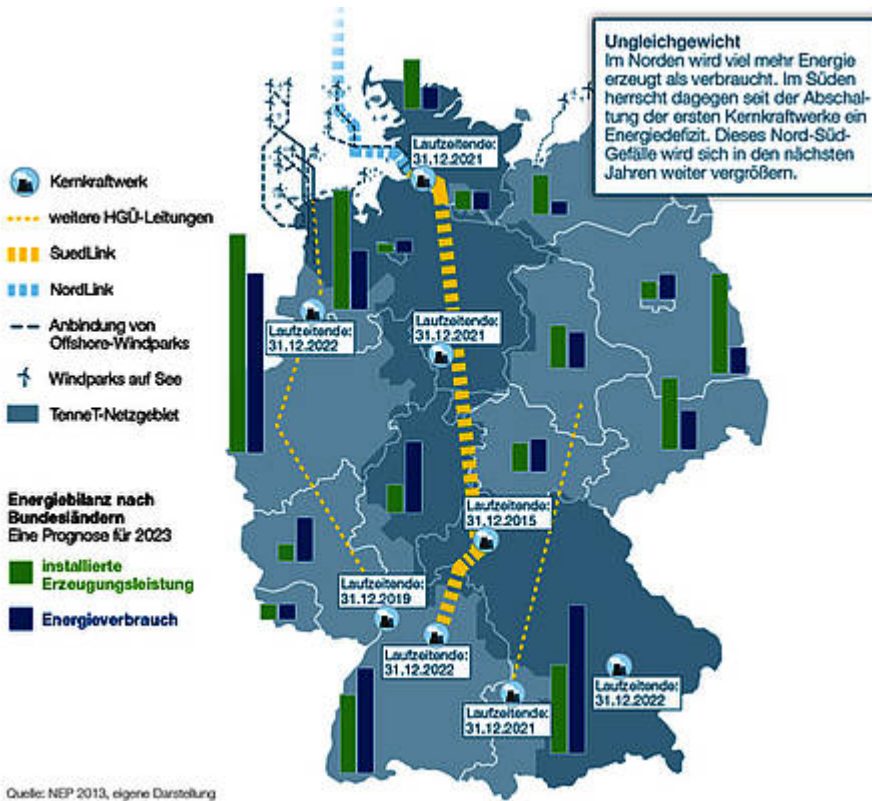 Ungleichgewicht
Im Norden wird viel mehr Energie
erzeugt als verbraucht. Im Süden
herrscht dagegen seit der Abschal-
tung der ersten Kernkraftwerke ein
Energiedefizit. Dieses Nord-Süd-
Gefälle wird sich in den nächsten
Jahren weiter vergrößern.
Kernkraftwerk
weitere HGÜ-Leitungen
SuedLink
NordLink
Anbindung von
Offshore-Windparks
Windparks auf See
TenneT-Netzgebiet
Energiebilanz nach
Bundesländern
Eine Prognose für 2023
installierte
Erzeugungsleistung
Energieverbrauch
Laufzeitende:
31.12.2021
Laufzeitende:
31.12.2022
Laufzeitende:
31.12.2021
Laufzeitende:
31.12.2015
Laufzeitende:
31.12.2019
Laufzeitende:
31.12.2022
Laufzeitende:
31.12.2021
Laufzeitende:
31.12.2022
Quelle: NEP 2013, eigene Darstellung